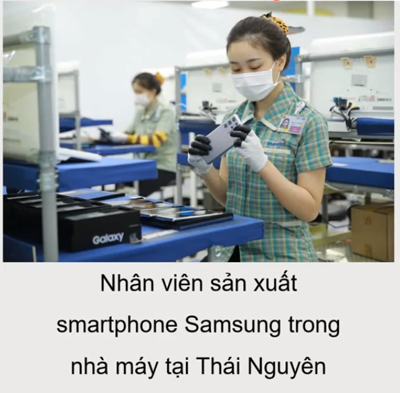 Galaxy
Nhân viên sản xuất
smartphone Samsung trong
nhà máy tại Thái Nguyên